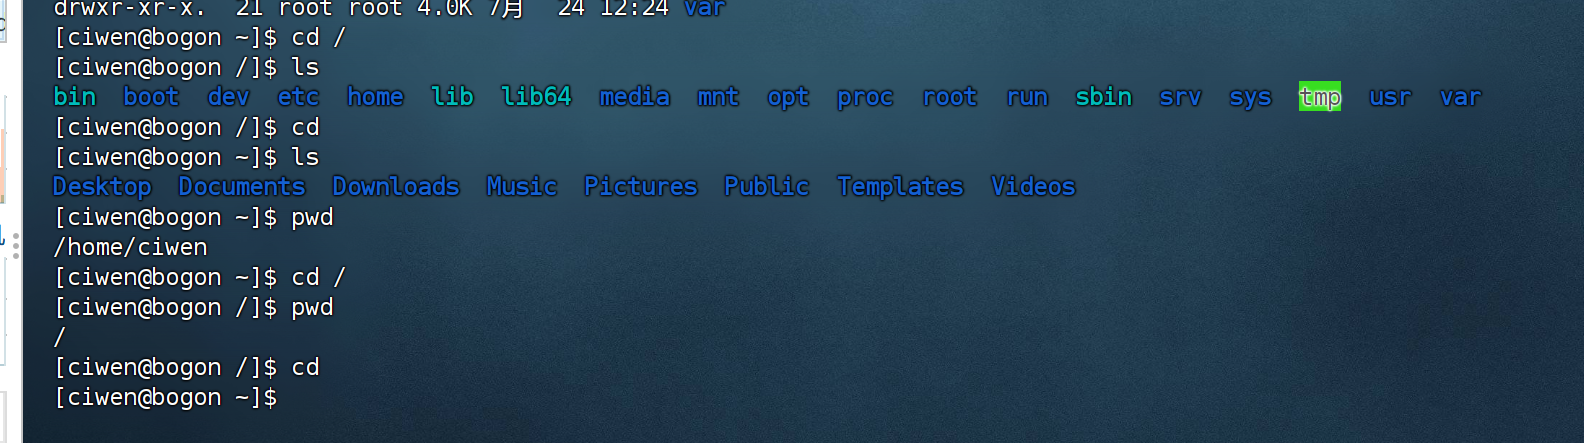 drwxr-xr-x.  21 root root 4.0K 7月  24 12:24 var
[ciwen@bogon ~]$ cd /
[ciwen@bogon /]$ ls
bin  boot  dev  etc  home  lib  lib64  media  mnt  opt  proc  root  run  sbin  srv  sys  tmp  usr  var
[ciwen@bogon /]$ cd
[ciwen@bogon ~]$ ls
Desktop  Documents  Downloads  Music  Pictures  Public  Templates  Videos
[ciwen@bogon ~]$ pwd
/home/ciwen
[ciwen@bogon ~]$ cd /
[ciwen@bogon /]$ pwd
/
[ciwen@bogon /]$ cd
[ciwen@bogon ~]$